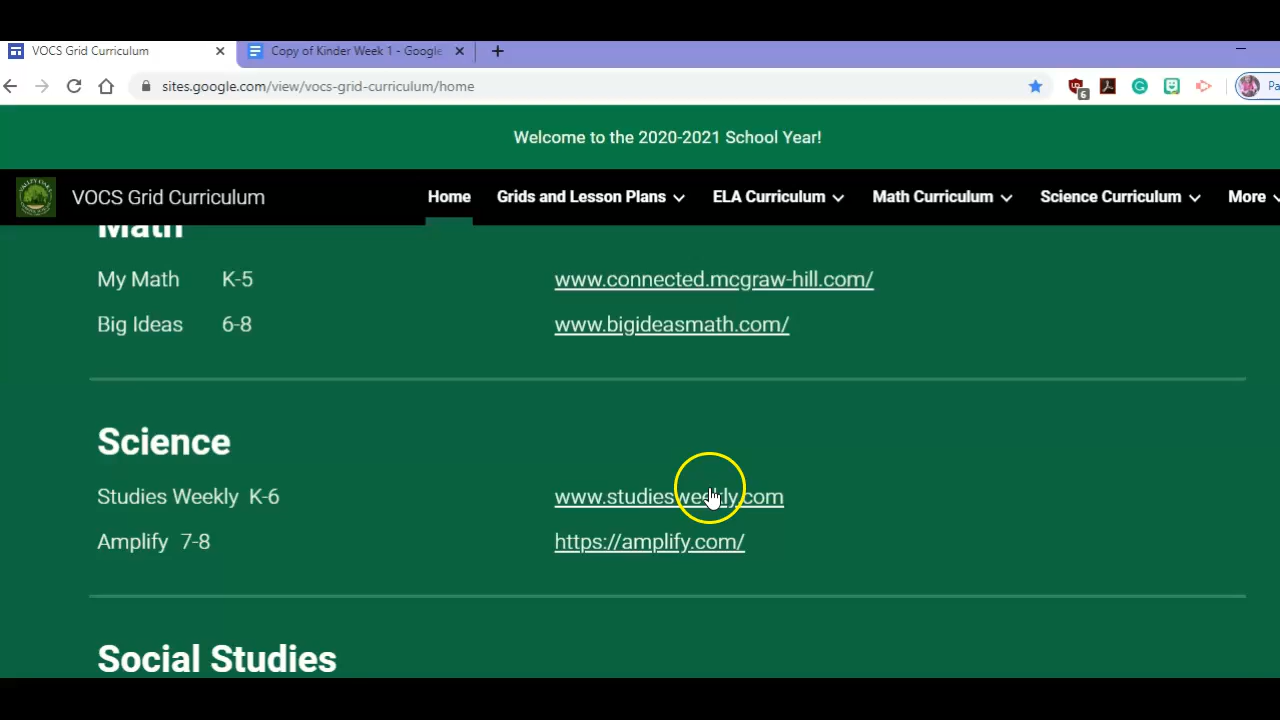 VOCS Grid Curriculum
Copy of Kinder Week 1 - Google
sites.google.com/view/vocs-grid-curriculum/home
6
Pa
Welcome to the 2020-2021 School Year!
VOCS Grid Curriculum Home Grids and Lesson Plans ELA Curriculum Math Curriculum Science Curriculum More
Math
My Math K-5 www.connected.mcgraw-hill.com/
Big Ideas 6-8 www.bigideasmath.com/
Science
Studies Weekly K-6 www.studiesweekly.com
Amplify 7-8 https://amplify.com/
Social Studies